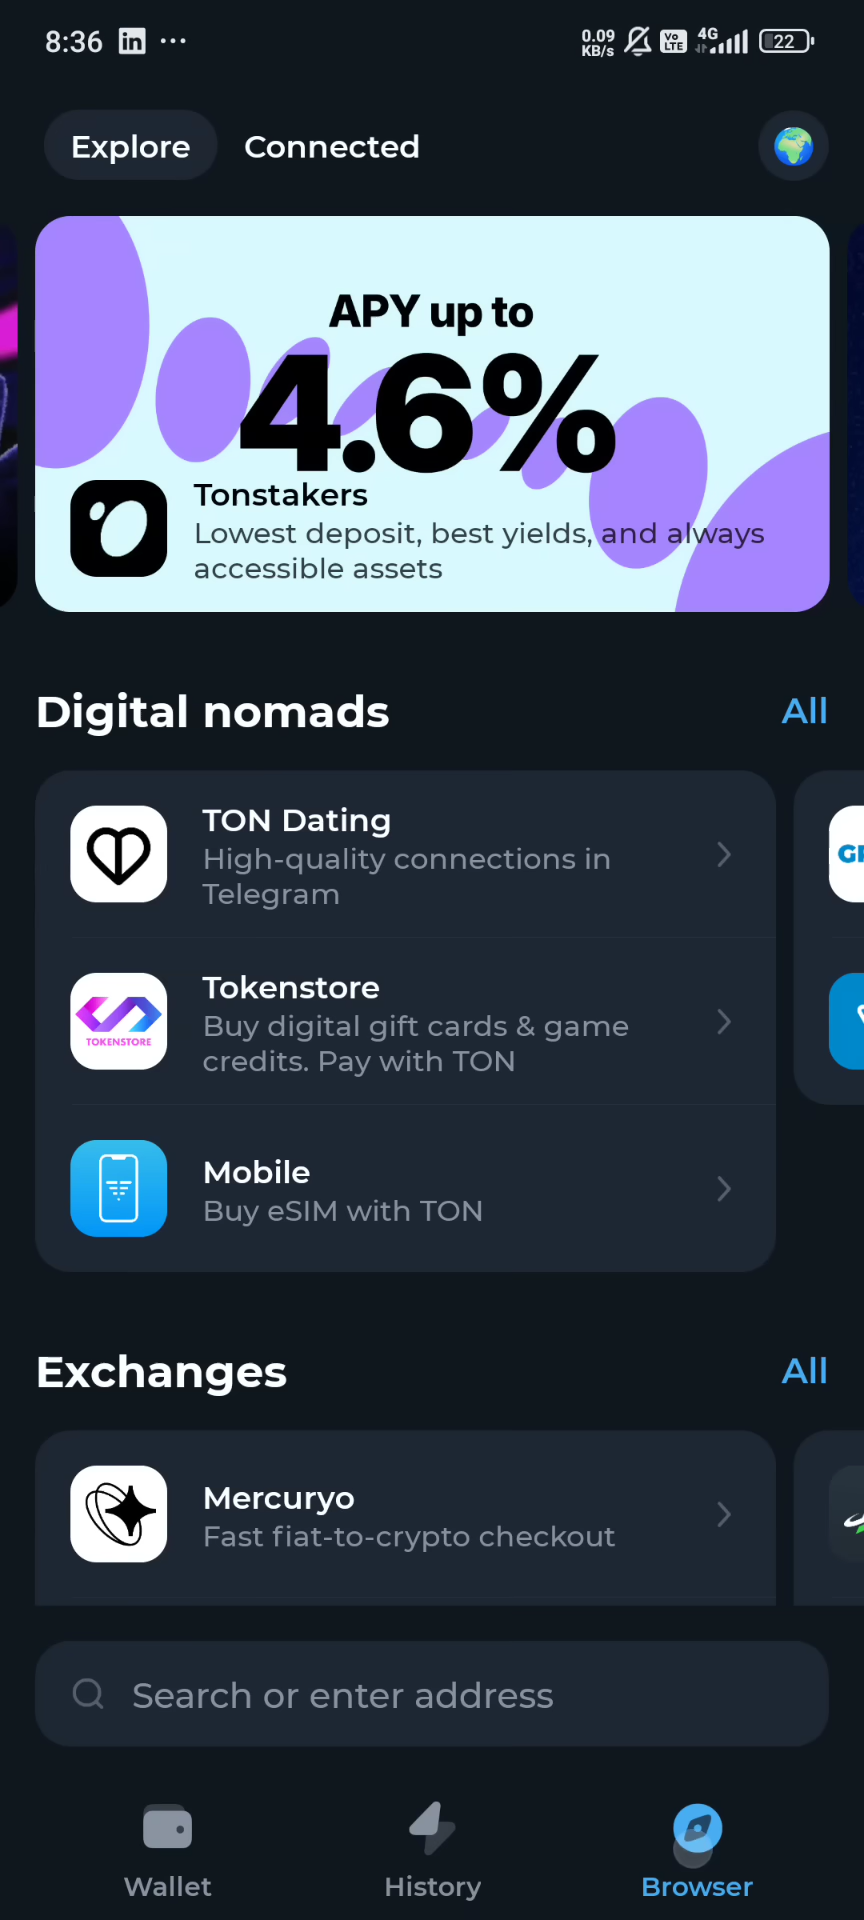 8:36 in ...
0.09
KB/s
Vo
LTE
4G
22
Explore Connected
APY up to
4.6%
Tonstakers
Lowest deposit, best yields, and always
accessible assets
Digital nomads All
TON Dating
High-quality connections in
Telegram
Tokenstore
Buy digital gift cards & game
credits. Pay with TON
TOKENSTORE
Mobile
Buy eSIM with TON
Exchanges All
Mercuryo
Fast fiat-to-crypto checkout
Search or enter address
Wallet History Browser